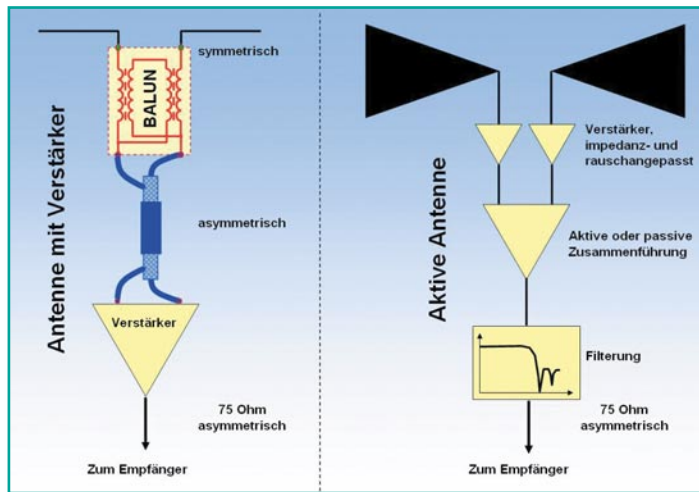 Antenne mit Verstärker
symmetrisch
BALUN
asymmetrisch
Verstärker
75 Ohm
asymmetrisch
Zum Empfänger
Aktive Antenne
Verstärker,
impedanz- und
rauschangepasst
Aktive oder passive
Zusammenführung
Filterung
75 Ohm
asymmetrisch
Zum Empfänger